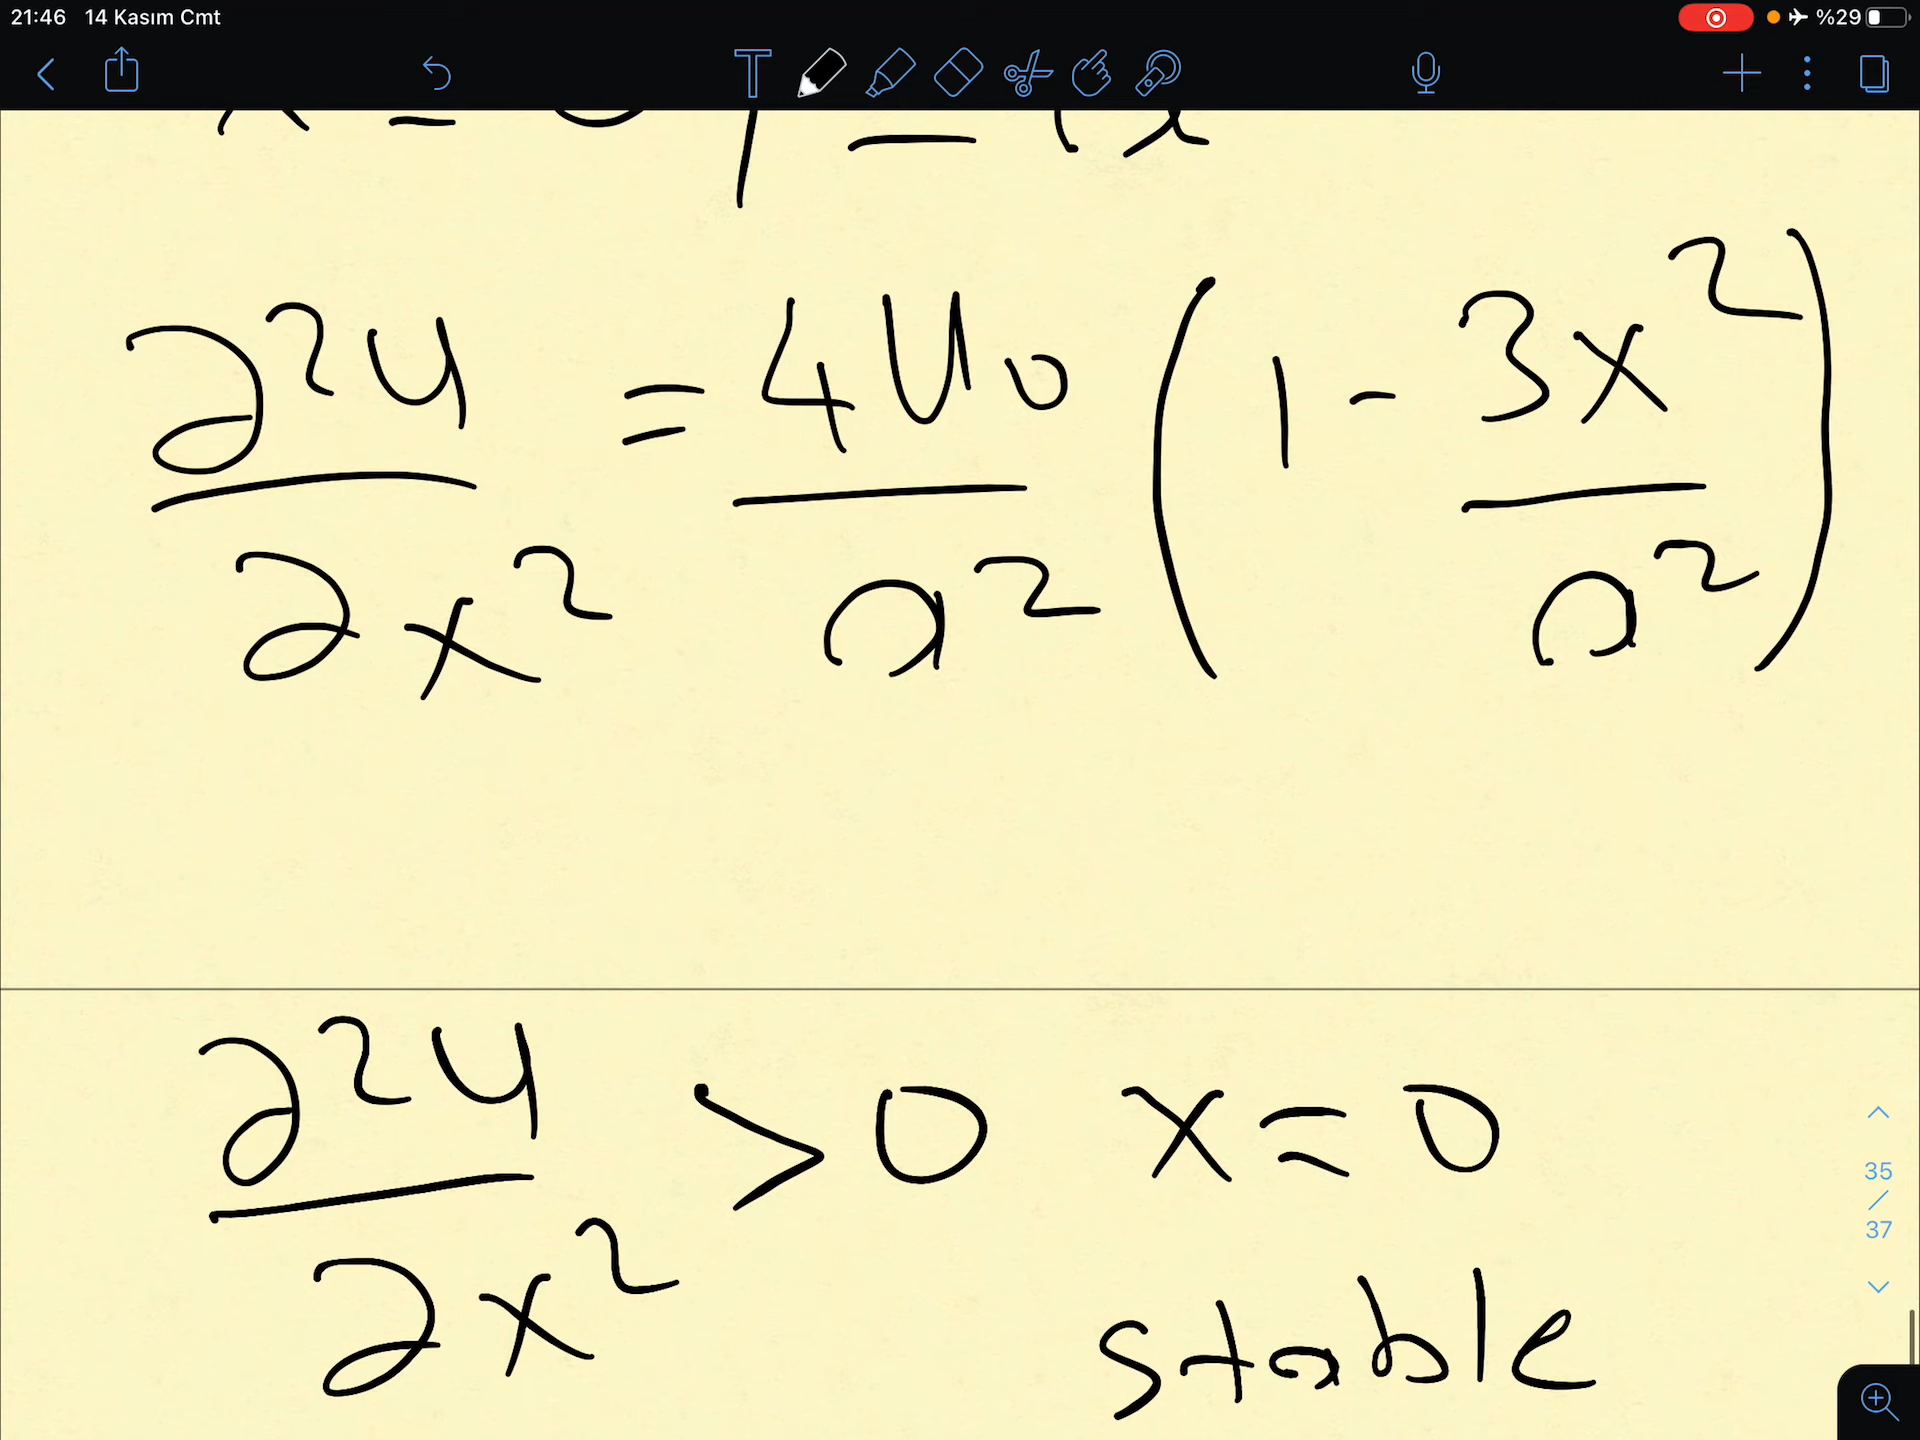 21:46 14 Kasım Cmt %29
T
∂²U/∂x² = 4U₀/a² (1 - 3x²/a²)
∂²U/∂x² > 0 x = 0
stable
35
/
37